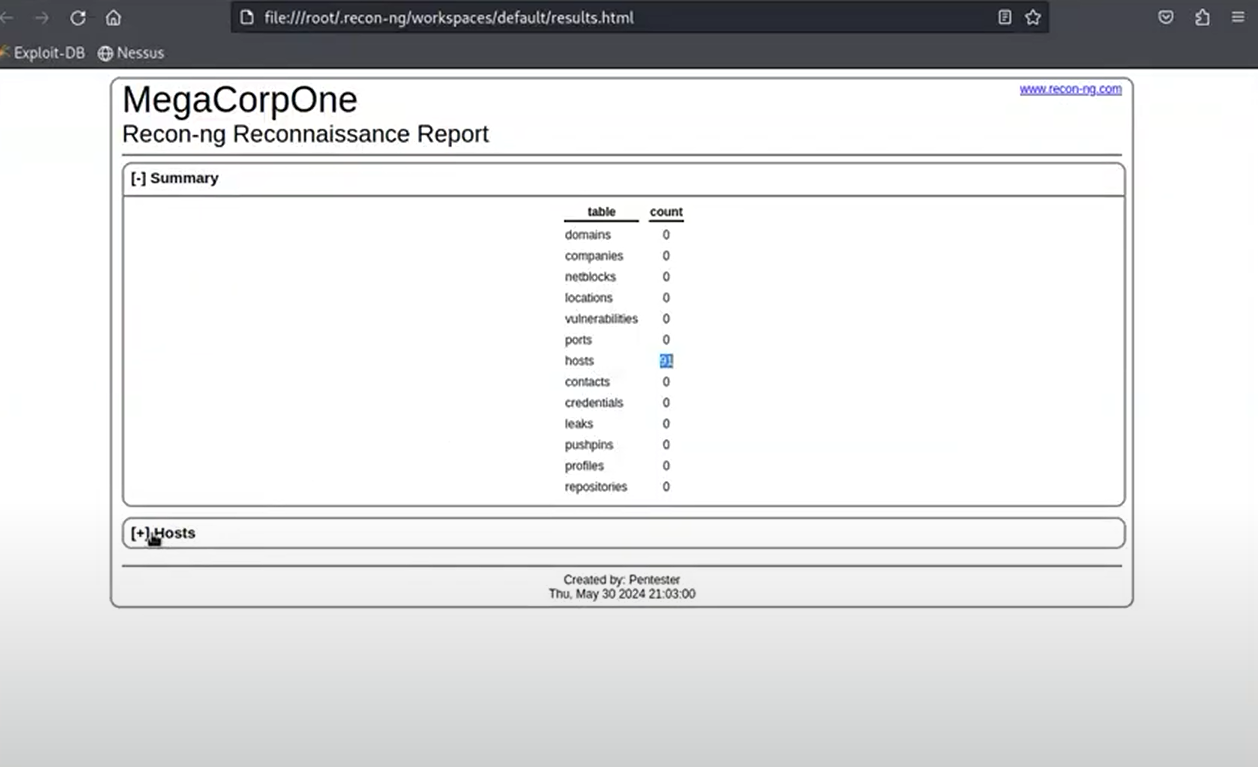 file:///root/.recon-ng/workspaces/default/results.html
Exploit-DB Nessus
MegaCorpOne
www.recon-ng.com
Recon-ng Reconnaissance Report
[-] Summary
table count
domains 0
companies 0
netblocks 0
locations 0
vulnerabilities 0
ports 0
hosts 91
contacts 0
credentials 0
leaks 0
pushpins 0
profiles 0
repositories 0
[+] Hosts
Created by: Pentester
Thu, May 30 2024 21:03:00